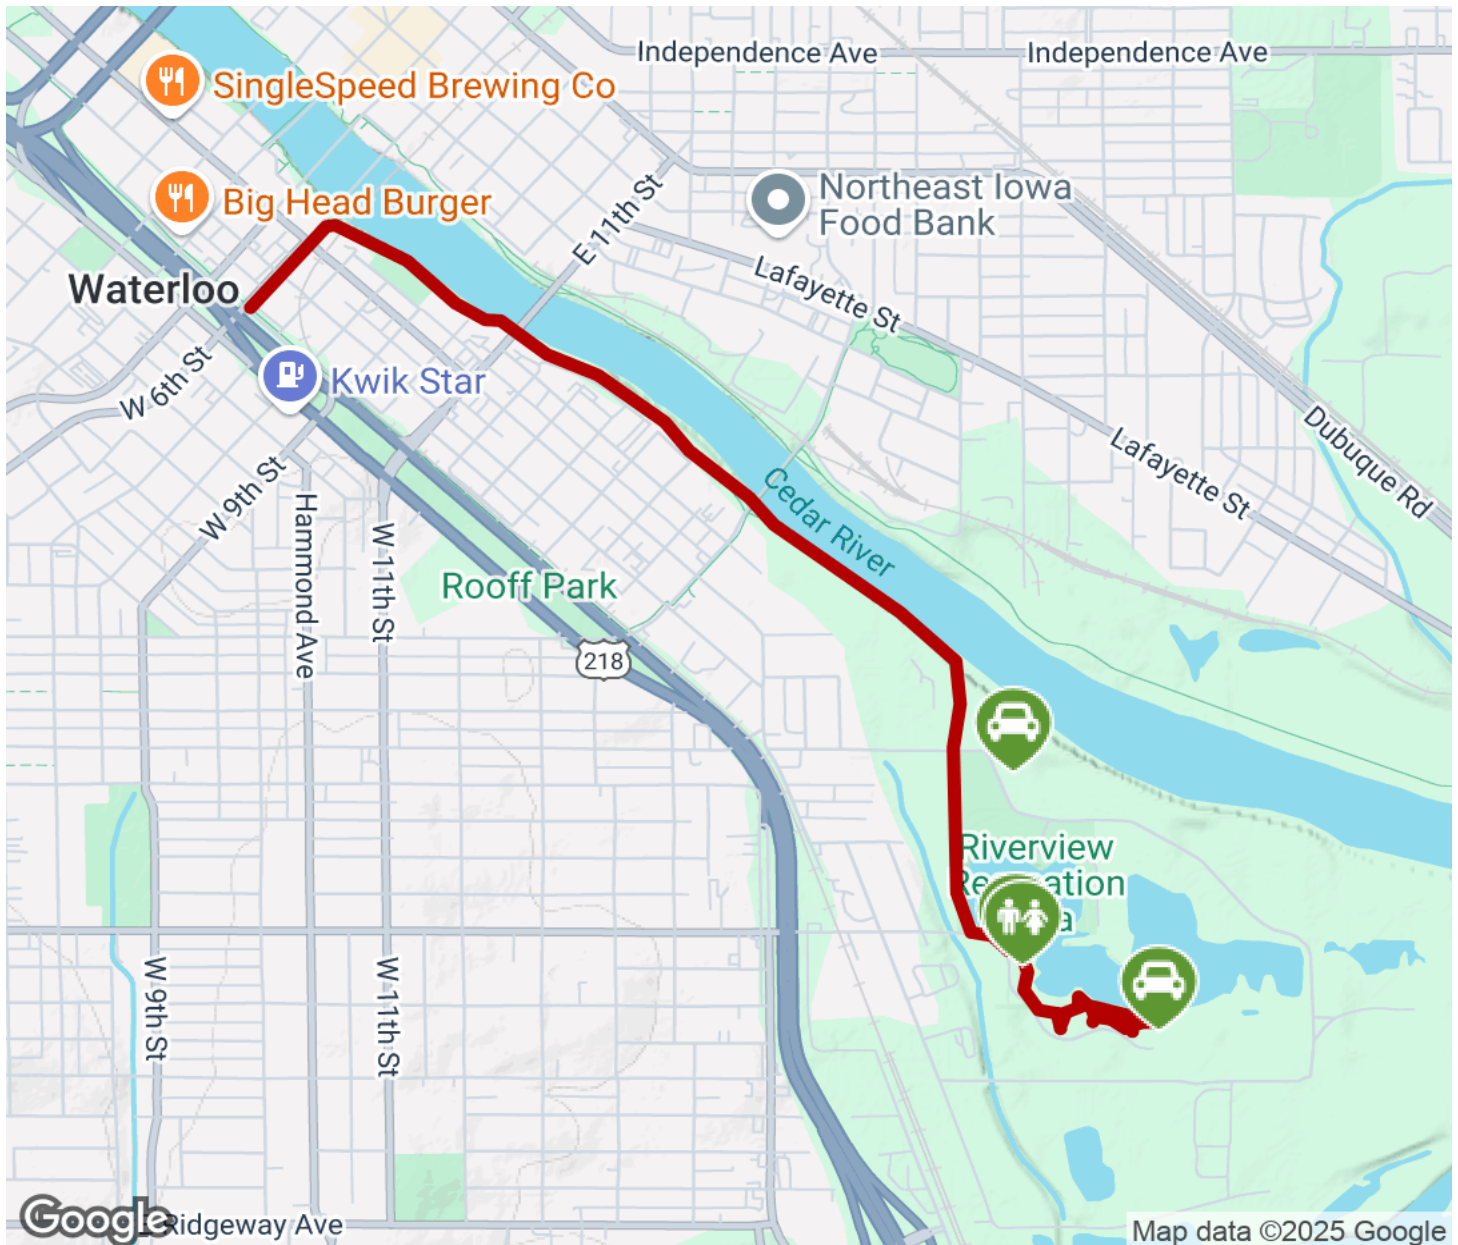 Independence Ave
Independence Ave
SingleSpeed Brewing Co
Big Head Burger
E 11th St
Northeast Iowa
Food Bank
Waterloo
Lafayette St
W 6th St
Kwik Star
Dubuque Rd
Lafayette St
W 9th St
Cedar River
Hammond Ave
W 11th St
Rooff Park
218
Riverview
W 9th St
W 11th St
Google
Ridgeway Ave
Map data ©2025 Google